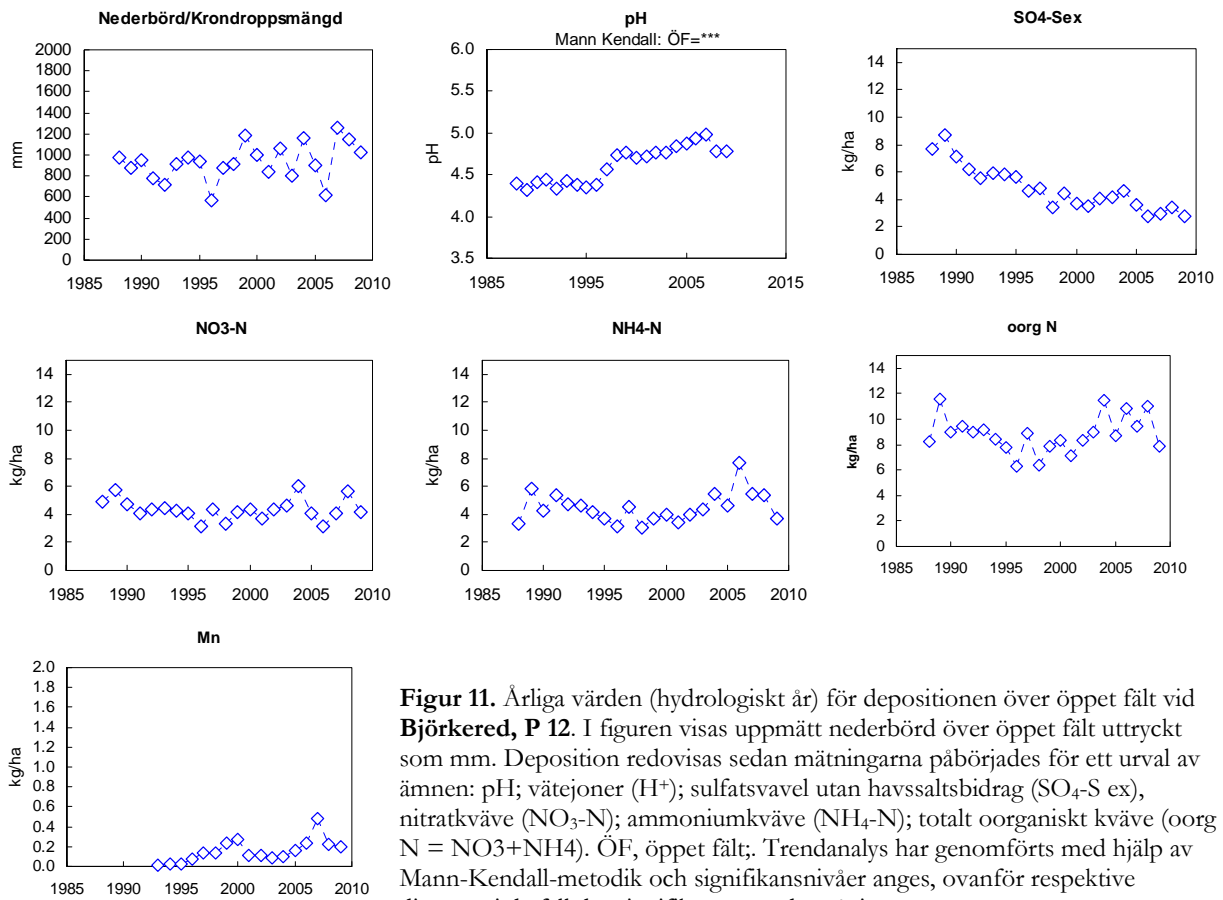 Nederbörd/Krondroppsmängd
mm
2000
1800
1600
1400
1200
1000
800
600
400
200
0
1985 1990 1995 2000 2005 2010
pH
Mann Kendall: ÖF=***
pH
6.0
5.5
5.0
4.5
4.0
3.5
1985 1990 1995 2000 2005 2010 2015
SO4-Sex
kg/ha
14
12
10
8
6
4
2
0
1985 1990 1995 2000 2005 2010
NO3-N
kg/ha
14
12
10
8
6
4
2
0
1985 1990 1995 2000 2005 2010
NH4-N
kg/ha
14
12
10
8
6
4
2
0
1985 1990 1995 2000 2005 2010
oorg N
kg/ha
14
12
10
8
6
4
2
0
1985 1990 1995 2000 2005 2010
Mn
kg/ha
2.0
1.8
1.6
1.4
1.2
1.0
0.8
0.6
0.4
0.2
0.0
1985 1990 1995 2000 2005 2010
Figur 11. Årliga värden (hydrologiskt år) för depositionen över öppet fält vid
Björkered, P 12. I figuren visas uppmätt nederbörd över öppet fält uttryckt
som mm. Deposition redovisas sedan mätningarna påbörjades för ett urval av
ämnen: pH; vätejoner (H⁺); sulfatsvavel utan havssaltsbidrag (SO₄-S ex),
nitratkväve (NO₃-N); ammoniumkväve (NH₄-N); totalt oorganiskt kväve (oorg
N = NO3+NH4). ÖF, öppet fält;. Trendanalys har genomförts med hjälp av
Mann-Kendall-metodik och signifikansnivåer anges, ovanför respektive